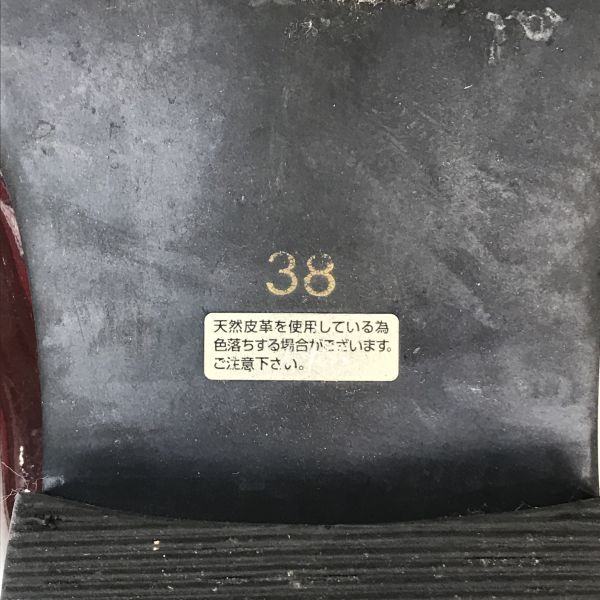 38
天然皮革を使用している為
色落ちする場合がございます。
ご注意下さい。